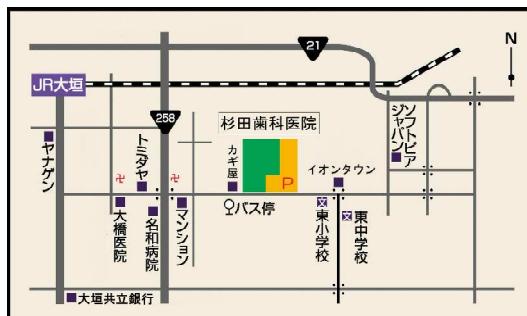 21
N
JR大垣
258
杉田歯科医院
ヤナゲン
トミダヤ
カギ屋
P
イオンタウン
ソフトピア
ジャパン
大橋医院
名和病院
マンション
バス停
文
東小学校
文
東中学校
大垣共立銀行